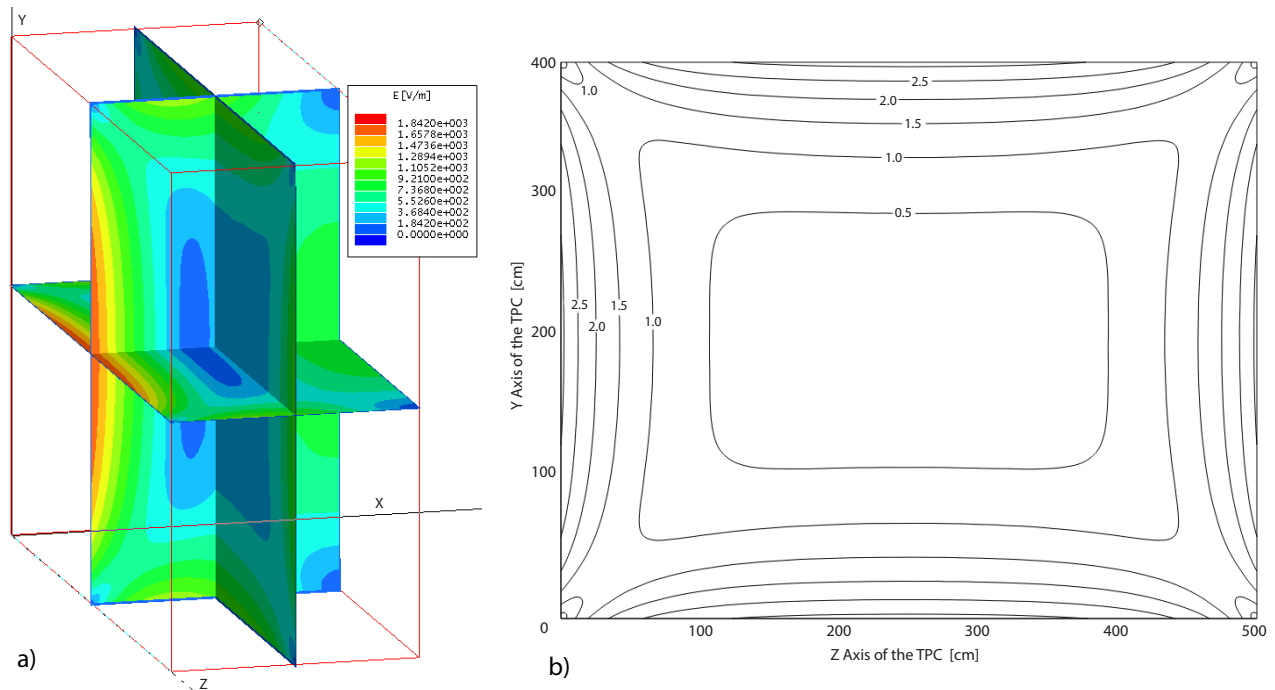 Y
E[V/m]
1.8420e+003
1.6578e+003
1.4736e+003
1.2894e+003
1.1052e+003
9.2100e+002
7.3680e+002
5.5260e+002
3.6840e+002
1.8420e+002
0.0000e+000
X
Z
a)
400
300
200
100
0
Y Axis of the TPC [cm]
1.0
2.5
2.0
1.5
1.0
0.5
2.5
2.0
1.5
1.0
100
200
300
400
500
Z Axis of the TPC [cm]
b)